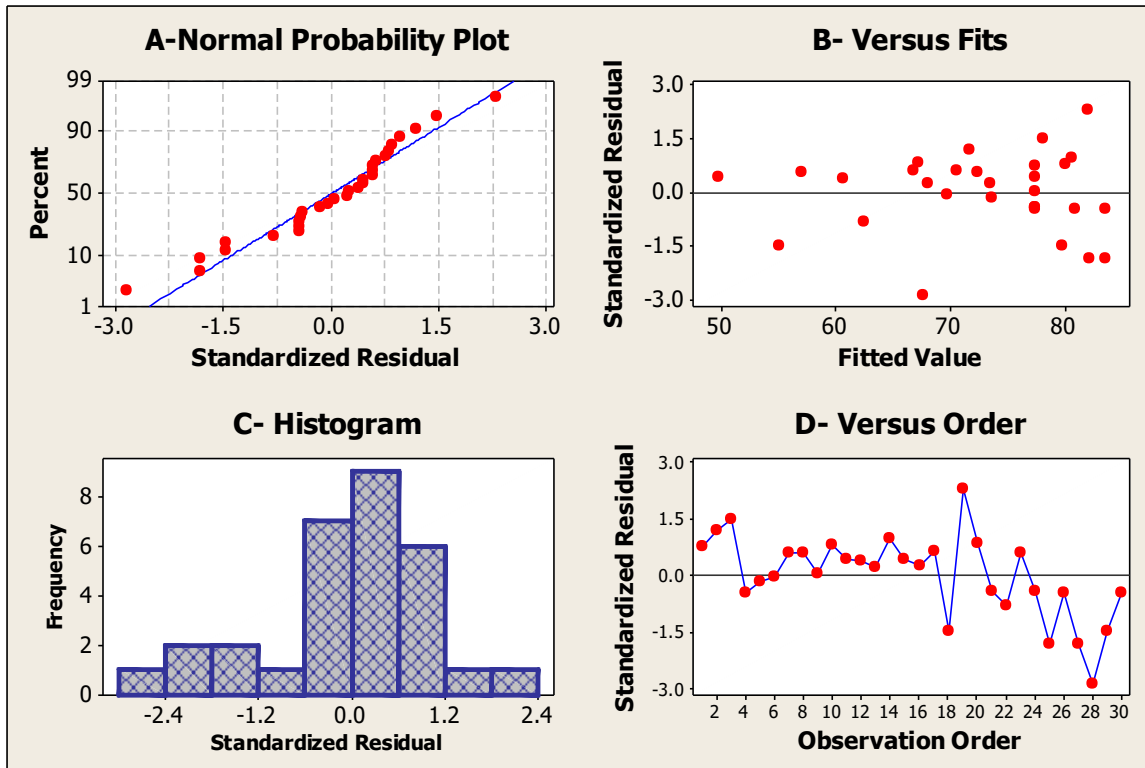 A-Normal Probability Plot
Percent
99
90
50
10
1
-3.0 -1.5 0.0 1.5 3.0
Standardized Residual
B- Versus Fits
Standardized Residual
3.0
1.5
0.0
-1.5
-3.0
50 60 70 80
Fitted Value
C- Histogram
Frequency
8
6
4
2
0
-2.4 -1.2 0.0 1.2 2.4
Standardized Residual
D- Versus Order
Standardized Residual
3.0
1.5
0.0
-1.5
-3.0
2 4 6 8 10 12 14 16 18 20 22 24 26 28 30
Observation Order